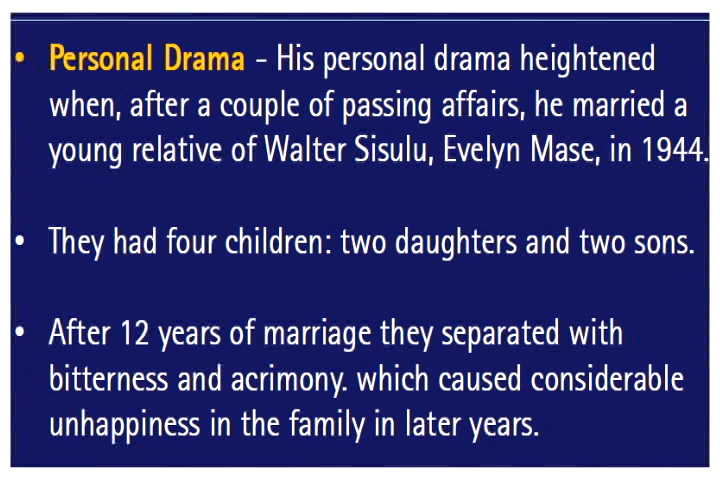 • Personal Drama - His personal drama heightened
when, after a couple of passing affairs, he married a
young relative of Walter Sisulu, Evelyn Mase, in 1944.
• They had four children: two daughters and two sons.
• After 12 years of marriage they separated with
bitterness and acrimony. which caused considerable
unhappiness in the family in later years.